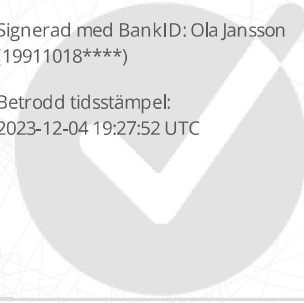 Signerad med BankID: Ola Jansson
(19911018****)
Betrodd tidsstämpel:
2023-12-04 19:27:52 UTC